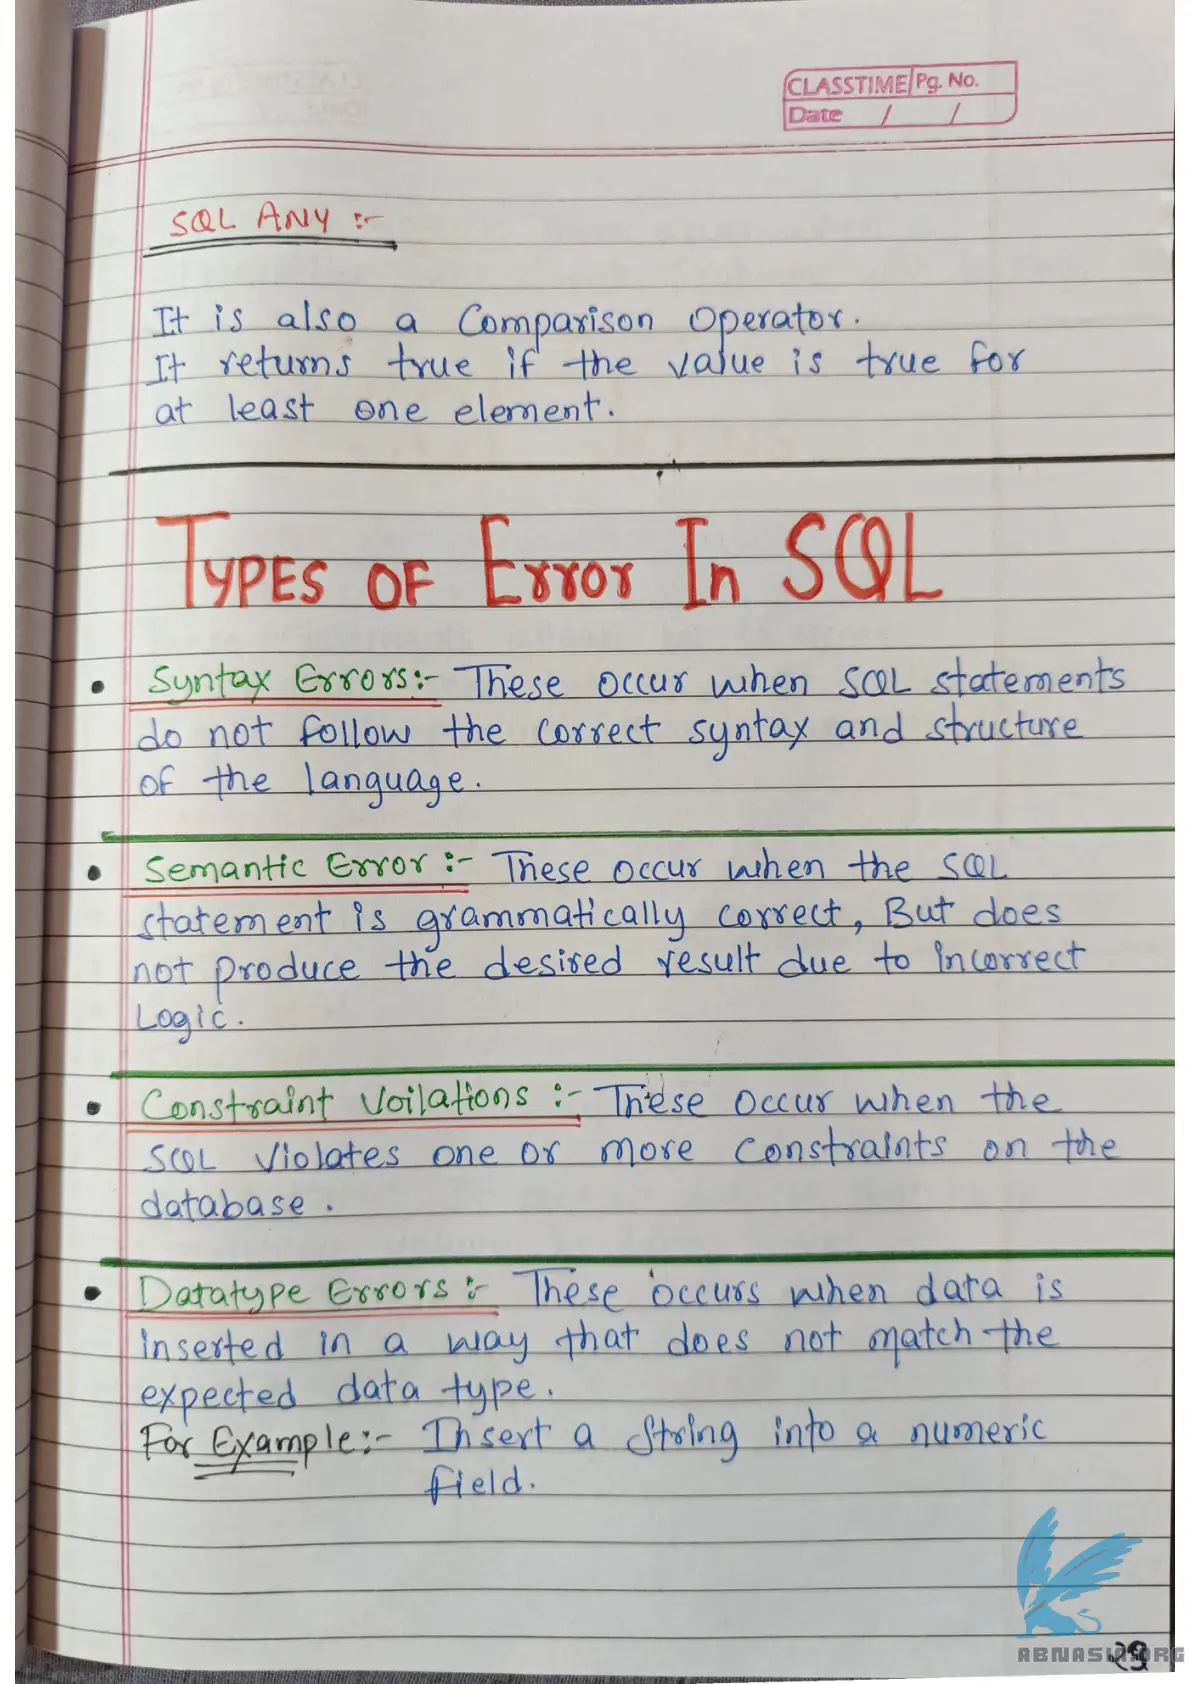 CLASSTIME Pg. No.
Date / /
SQL ANY :-
It is also a Comparison Operator.
It returns true if the value is true for
at least one element.
TYPES OF Error In SQL
• Syntax Errors:- These occur when SQL statements
do not follow the correct syntax and structure
of the language.
• Semantic Error :- These occur when the SQL
statement is grammatically correct, But does
not produce the desired result due to incorrect
Logic.
• Constraint Voilations :- These occur when the
SQL violates one or more constraints on the
database.
• Datatype Errors :- These occurs when data is
inserted in a way that does not match the
expected data type.
For Example:- Insert a String into a numeric
field.
ABNASIA.ORG
29